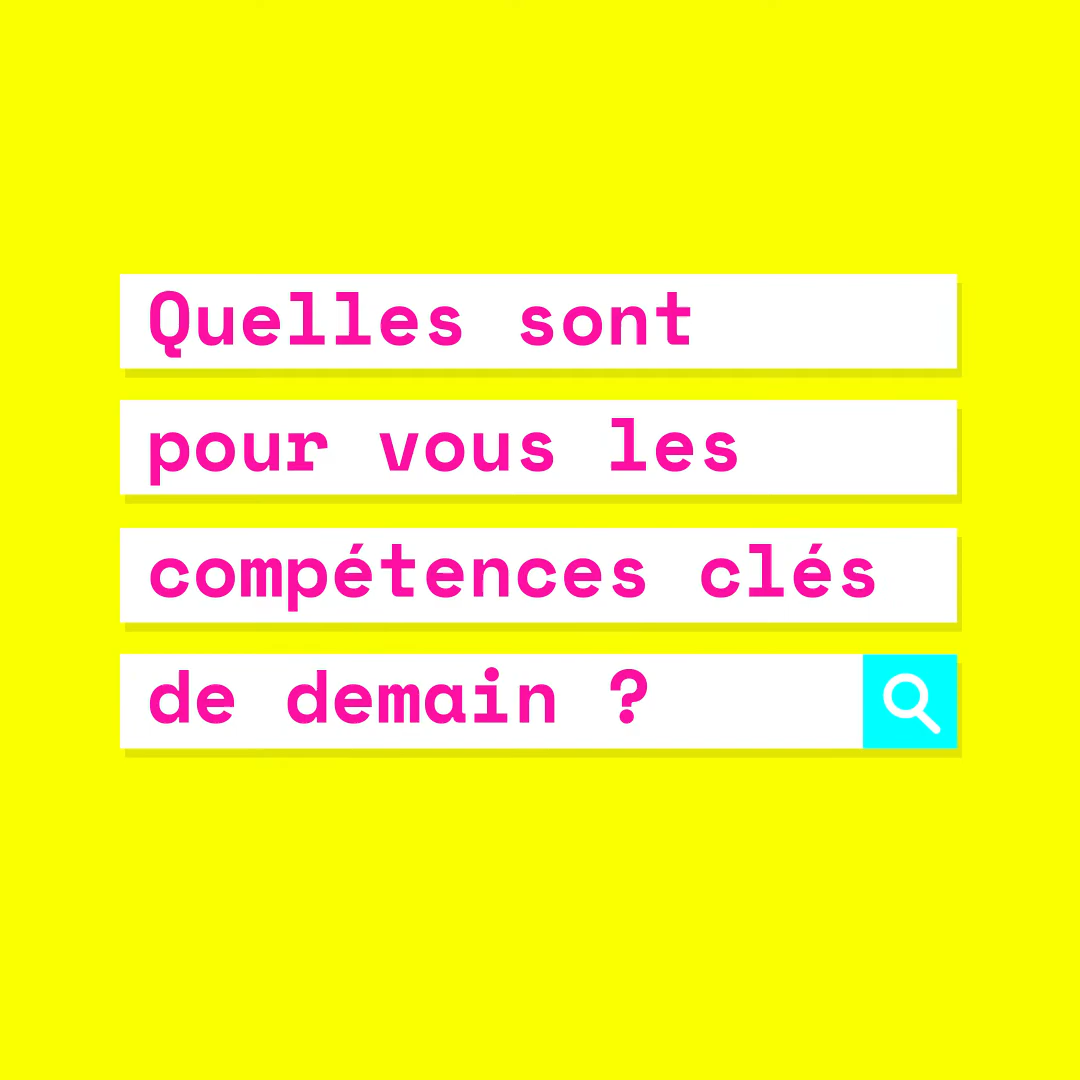 Quelles sont
pour vous les
compétences clés
de demain ?